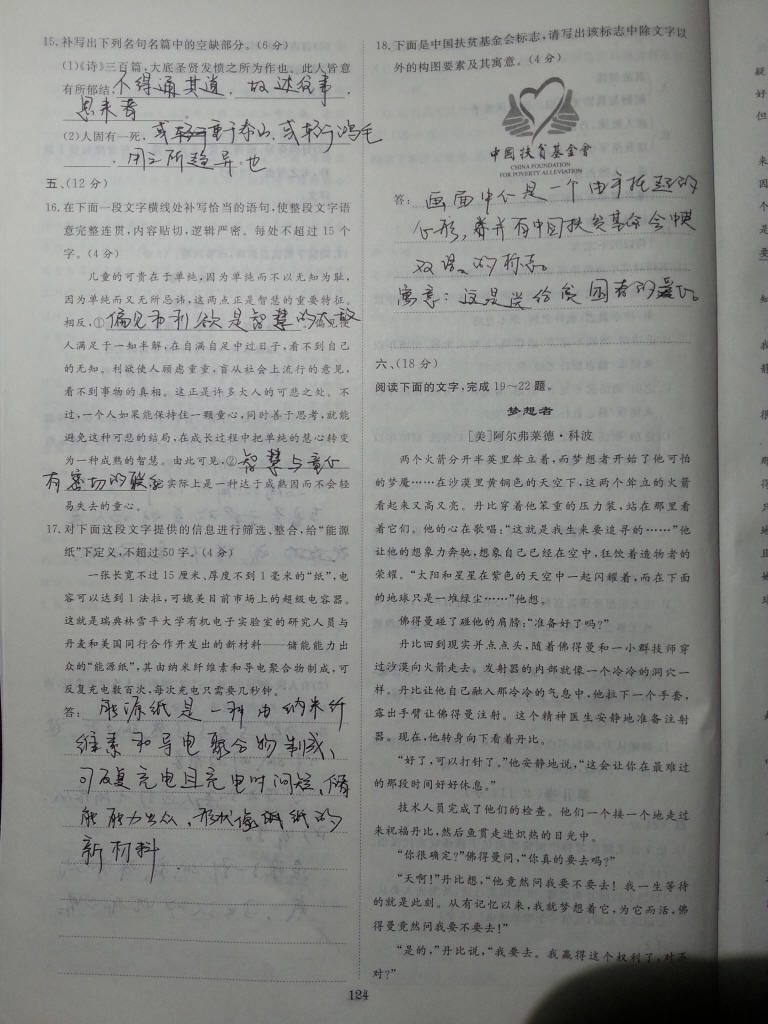 15.补写出下列名句名篇中的空缺部分。(6分)
(1)《诗》三百篇,大底圣贤发愤之所为作也。此人皆意
有所郁结,不得通其道,故述往事,
思来者
(2)人固有一死,或重于泰山,或轻于鸿毛
,用之所趋异也
五、(12分)
16.在下面一段文字横线处补写恰当的语句,使整段文字语
意完整连贯,内容贴切,逻辑严密。每处不超过15个
字。(4分)
儿童的可贵在于单纯,因为单纯而不以无知为耻,
因为单纯而又无所忌讳,这两点正是智慧的重要特征。
相反,①偏见和利欲是智慧的大敌。偏见使
人满足于一知半解,在自满自足中过日子,看不到自己
的无知。利欲使人顾虑重重,盲从社会上流行的意见,
看不到事物的真相。这正是许多大人的可悲之处。不
过,一个人如果能保持住一颗童心,同时善于思考,就能
避免这种可悲的结局,在成长过程中把单纯的慧心转变
为一种成熟的智慧。由此可见,②智慧与童心
有密切的联系,实际上是一种达于成熟因而不会轻
易失去的童心。
17.对下面这段文字提供的信息进行筛选、整合,给“能源
纸”下定义,不超过50字。(4分)
一张长宽不过15厘米、厚度不到1毫米的“纸”,电
容可以达到1法拉,可媲美目前市场上的超级电容器。
这就是瑞典林雪平大学有机电子实验室的研究人员与
丹麦和美国同行合作开发出的新材料——储能能力出
众的“能源纸”,其由纳米纤维素和导电聚合物制成,可
反复充电数百次,每次充电只需要几秒钟。
答:能源纸是一种由纳米纤
维素和导电聚合物制成、
可反复充电且充电时间短,储
能能力出众,形状像纸的
新材料.
18.下面是中国扶贫基金会标志,请写出该标志中除文字以
外的构图要素及其寓意。(4分)
中国扶贫基金會
CHINA FOUNDATION
FOR POVERTY ALLEVIATION
答:画面中心是一个由手托起的
心形,并有中国扶贫基金会中英
双语的标志。
寓意:这是送给贫困者的爱心。
六、(18分)
阅读下面的文字,完成19~22题。
梦想者
[美]阿尔弗莱德·科波
两个火箭分开半英里耸立着,而梦想者开始了他可怕
的梦魇……在沙漠里黄铜色的天空下,这两个耸立的火箭
看起来又高又亮。丹比穿着他笨重的压力装,站在那里看
着它们。他的心在歌唱:“这就是我生来要追寻的……”他
让他的想象力奔驰,想象自己已经在空中,狂饮着造物者的
荣耀。“太阳和星星在紫色的天空中一起闪耀着,而在下面
的地球只是一堆绿尘……”他想。
佛得曼碰了碰他的肩膀:“准备好了吗?”
丹比回到现实并点点头,随着佛得曼和一小群技师穿
过沙漠向火箭走去。发射器的内部就像一个冷冷的洞穴一
样。丹比让他自己融入那冷冷的气息中,他拉下一个手套,
露出手臂让佛得曼注射。这个精神医生安静地准备注射
器。现在,他转身向下看着丹比。
“好了,可以打针了。”他安静地说,“这会让你在最难过
的那段时间好好休息。”
技术人员完成了他们的检查。他们一个接一个地走过
来祝福丹比,然后鱼贯走进炽热的日光中。
“你很确定?”佛得曼问,“你真的要去吗?”
“天啊!”丹比想,“他竟然问我要不要去!我一生等待
的就是此刻。从有记忆以来,我就梦想着它,为它而活,佛
得曼竟然问我要不要去!”
“是的,”丹比说,“我要去。我赢得这个权利了,对不
对?”
124